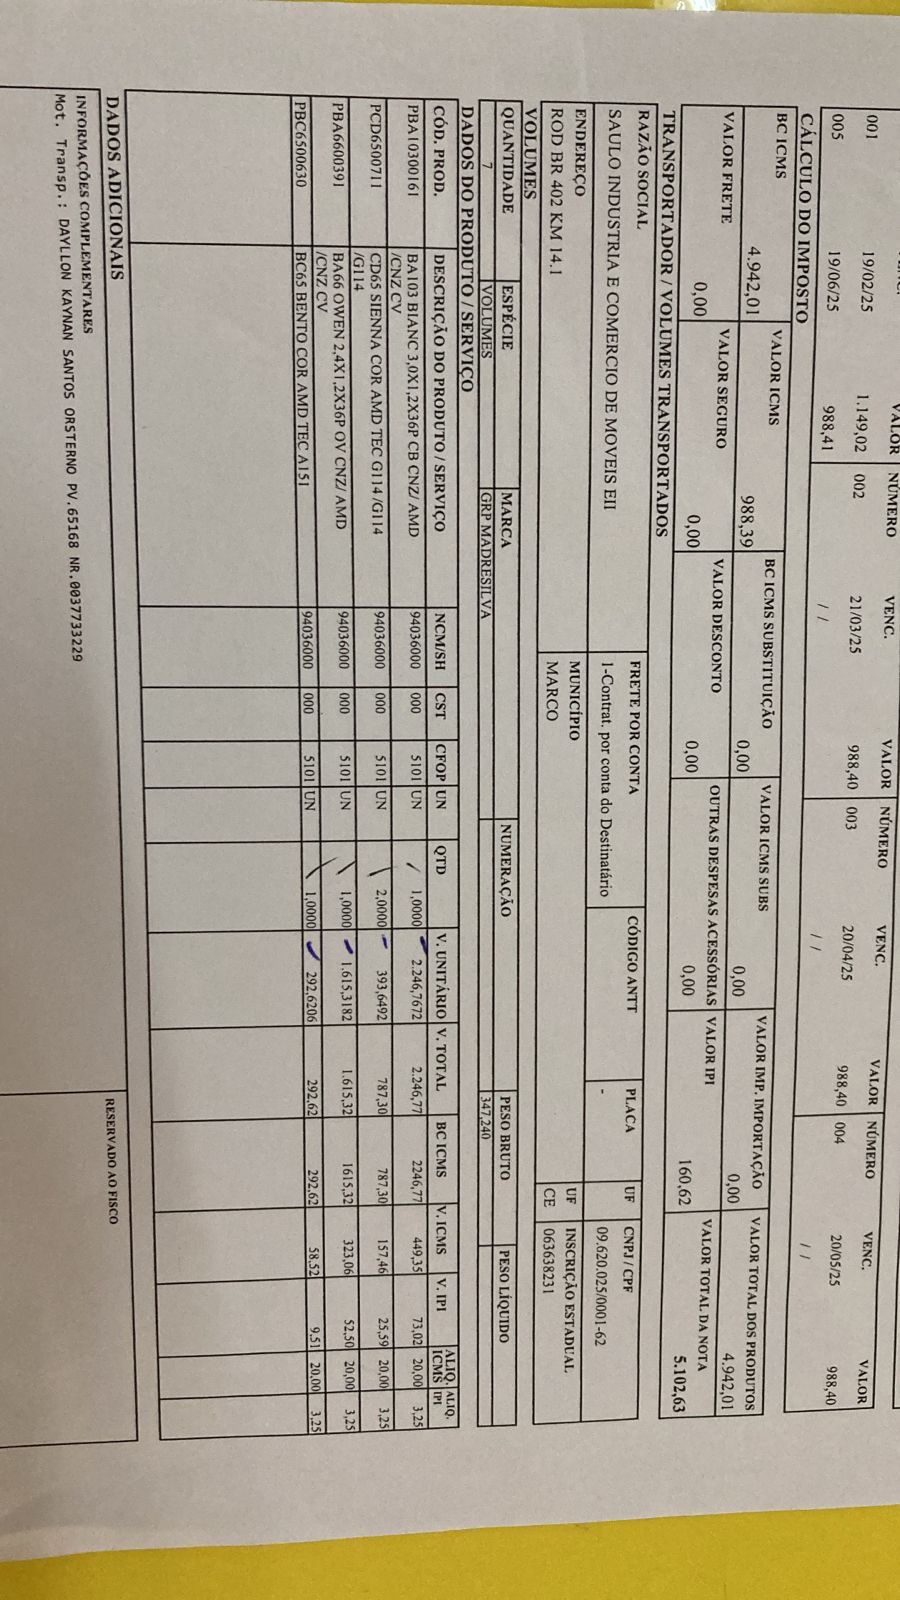 VALOR NÚMERO VENC. VALOR NÚMERO VENC. VALOR NÚMERO VENC. VALOR
001 19/02/25 1.149,02 002 21/03/25 988,40 003 20/04/25 988,40 004 20/05/25 988,40
005 19/06/25 988,41 / / / / / /
CÁLCULO DO IMPOSTO
BC ICMS VALOR ICMS BC ICMS SUBSTITUIÇÃO VALOR ICMS SUBS VALOR IMP. IMPORTAÇÃO VALOR TOTAL DOS PRODUTOS
4.942,01 988,39 0,00 0,00 0,00 4.942,01
VALOR FRETE VALOR SEGURO VALOR DESCONTO OUTRAS DESPESAS ACESSÓRIAS VALOR IPI VALOR TOTAL DA NOTA
0,00 0,00 0,00 0,00 160,62 5.102,63
TRANSPORTADOR / VOLUMES TRANSPORTADOS
RAZÃO SOCIAL FRETE POR CONTA CÓDIGO ANTT PLACA UF CNPJ / CPF
SAULO INDUSTRIA E COMERCIO DE MOVEIS EII 1-Contrat. por conta do Destinatário - 09.620.025/0001-62
ENDEREÇO MUNICÍPIO UF INSCRIÇÃO ESTADUAL
ROD BR 402 KM 14.1 MARCO CE 063638231
VOLUMES
QUANTIDADE ESPÉCIE MARCA NUMERAÇÃO PESO BRUTO PESO LÍQUIDO
7 VOLUMES GRP MADRESILVA 347,240
DADOS DO PRODUTO / SERVIÇO
CÓD. PROD. DESCRIÇÃO DO PRODUTO / SERVIÇO NCM/SH CST CFOP UN QTD V. UNITÁRIO V. TOTAL BC ICMS V. ICMS V. IPI ALIQ. ICMS ALIQ. IPI
PBA10300161 BA103 BIANC 3,0X1,2X36P CB CNZ/ AMD 94036000 000 5101 UN 1,0000 2.246,7672 2.246,77 2246,77 449,35 73,02 20,00 3,25
/CNZ CV
PCD6500711 CD65 SIENNA COR AMD TEC G114 /G114 94036000 000 5101 UN 2,0000 393,6492 787,30 787,30 157,46 25,59 20,00 3,25
/G114
PBA6600391 BA66 OWEN 2,4X1,2X36P OV CNZ/ AMD 94036000 000 5101 UN 1,0000 1.615,3182 1.615,32 1615,32 323,06 52,50 20,00 3,25
/CNZ CV
PBC6500630 BC65 BENTO COR AMD TEC A151 94036000 000 5101 UN 1,0000 292,6206 292,62 292,62 58,52 9,51 20,00 3,25
DADOS ADICIONAIS
INFORMAÇÕES COMPLEMENTARES RESERVADO AO FISCO
Mot. Transp.: DAYLLON KAYNAN SANTOS ORSTERNO PV.65168 NR.0037733229